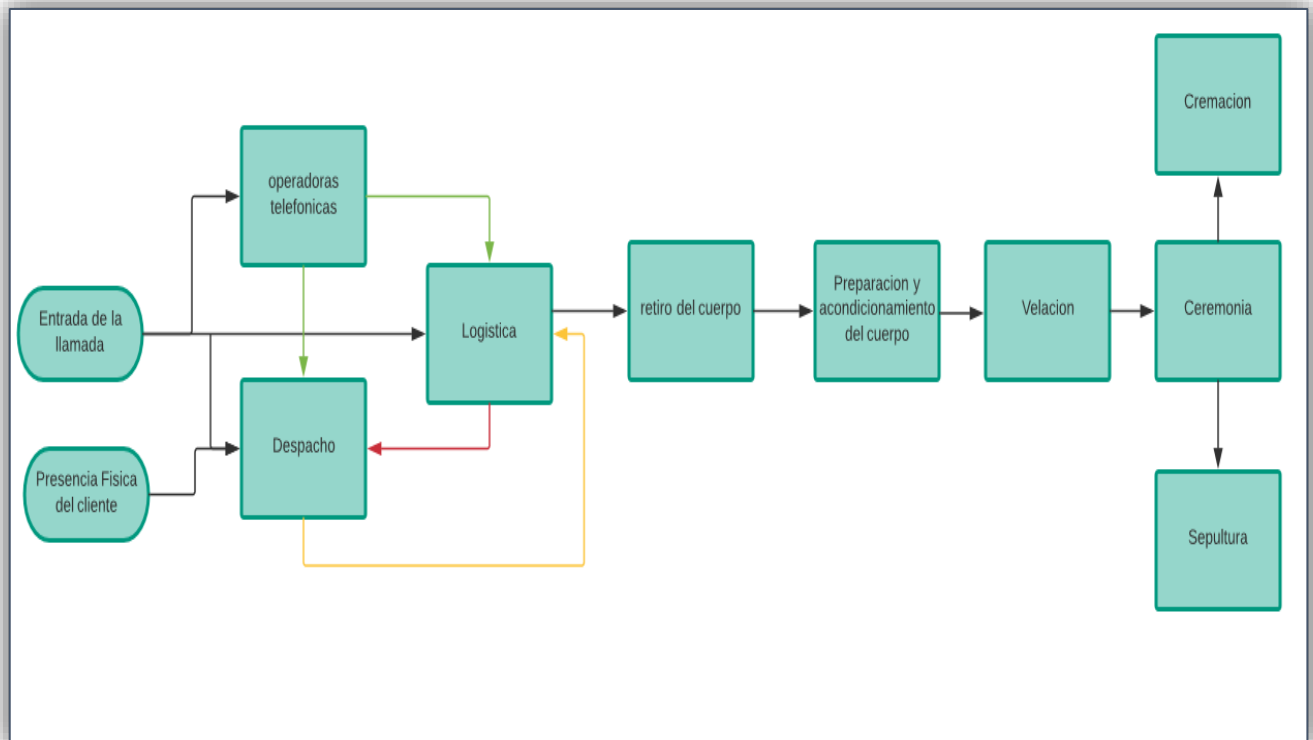 Cremacion
operadoras
telefonicas
Entrada de la
llamada
Logistica
retiro del cuerpo
Preparacion y
acondicionamiento
del cuerpo
Velacion
Ceremonia
Despacho
Presencia Fisica
del cliente
Sepultura